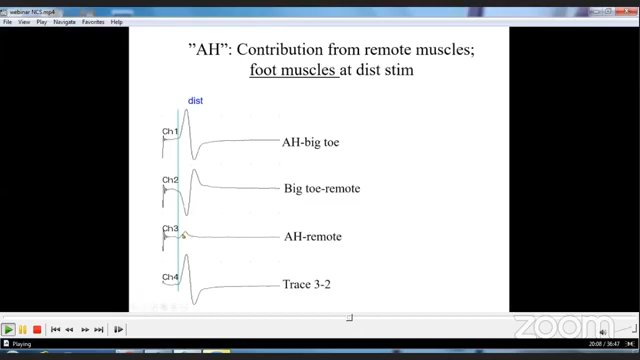 webinar NCS.mp4
File View Play Navigate Favorites Help
”AH”: Contribution from remote muscles;
foot muscles at dist stim
dist
Ch1
AH-big toe
Ch2
Big toe-remote
Ch3
AH-remote
Ch4
Trace 3-2
zoom
Playing
20:08 / 36:47